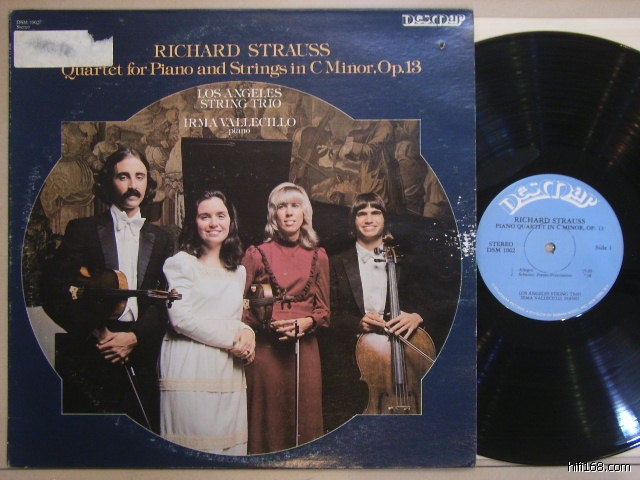 Desmar
RICHARD STRAUSS
Quartet for Piano and Strings in C Minor, Op.13
LOS ANGELES
STRING TRIO
IRMA VALLECILLO
piano
Desmar
RICHARD STRAUSS
PIANO QUARTET IN C MINOR, OP. 13
STEREO
DSM 1002
Side 1
Allegro
LOS ANGELES STRING TRIO
IRMA VALLECILLO, PIANO
hifi168.com